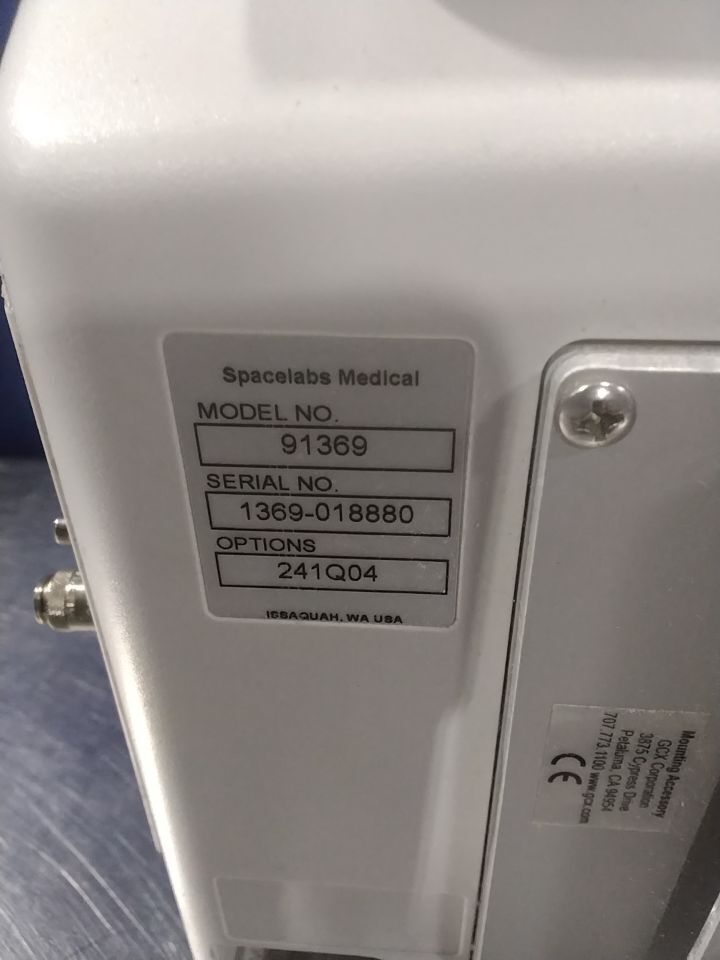 Spacelabs Medical
MODEL NO.
91369
SERIAL NO.
1369-018880
OPTIONS
241Q04
ISSAQUAH, WA USA
Mounting Accessory
GCX Corporation
3875 Cypress Drive
Petaluma, CA 94954
707.773.1100 www.gcx.com
CE